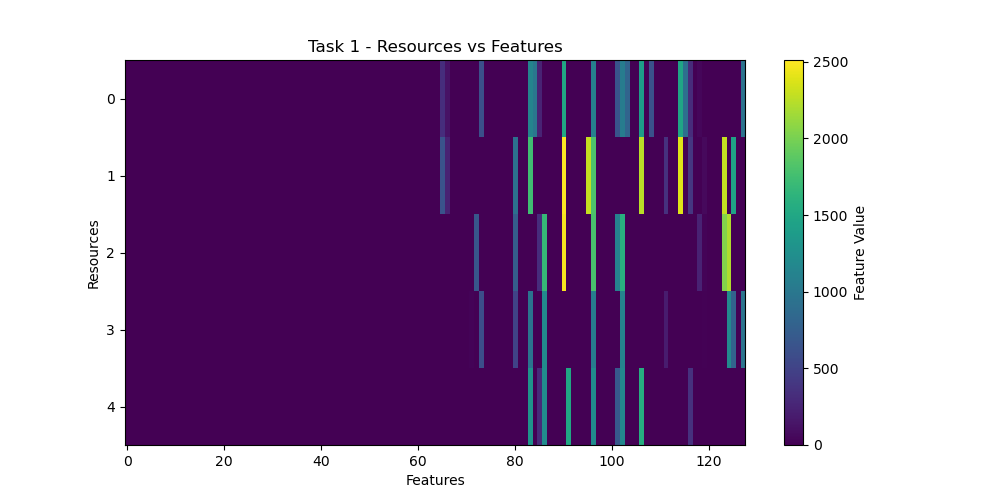 Task 1 - Resources vs Features
Resources
0
1
2
3
4
0 20 40 60 80 100 120
Features
2500
2000
1500
1000
500
0
Feature Value